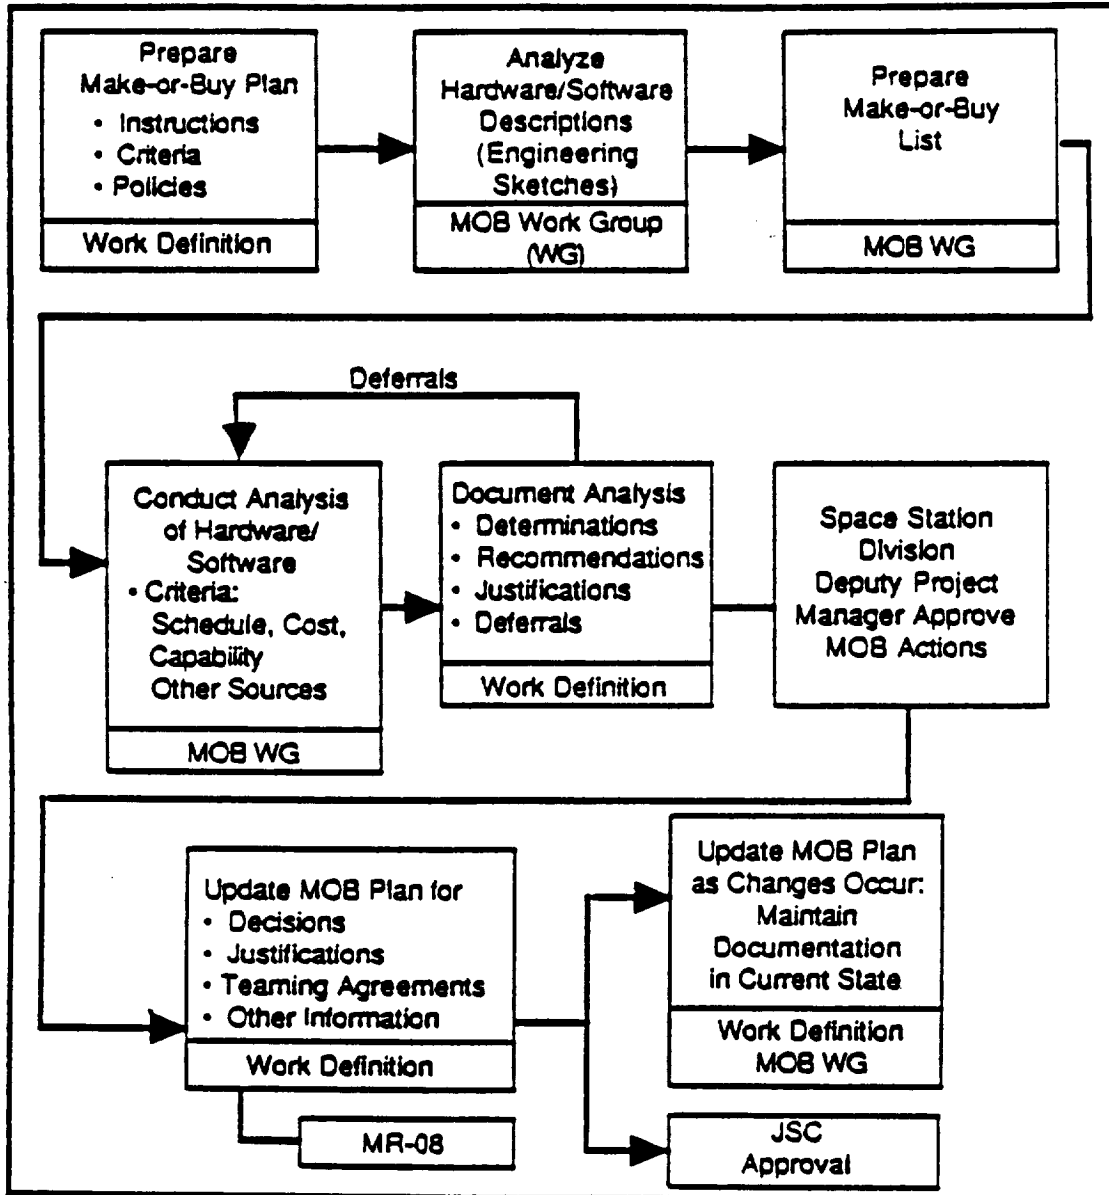 Prepare
Make-or-Buy Plan
• Instructions
• Criteria
• Policies
Work Definition
Analyze
Hardware/Software
Descriptions
(Engineering
Sketches)
MOB Work Group
(WG)
Prepare
Make-or-Buy
List
MOB WG
Deferrals
Conduct Analysis
of Hardware/
Software
• Criteria:
Schedule, Cost,
Capability
Other Sources
MOB WG
Document Analysis
• Determinations
• Recommendations
• Justifications
• Deferrals
Work Definition
Space Station
Division
Deputy Project
Manager Approve
MOB Actions
Update MOB Plan for
• Decisions
• Justifications
• Teaming Agreements
• Other Information
Work Definition
MR-08
Update MOB Plan
as Changes Occur:
Maintain
Documentation
in Current State
Work Definition
MOB WG
JSC
Approval